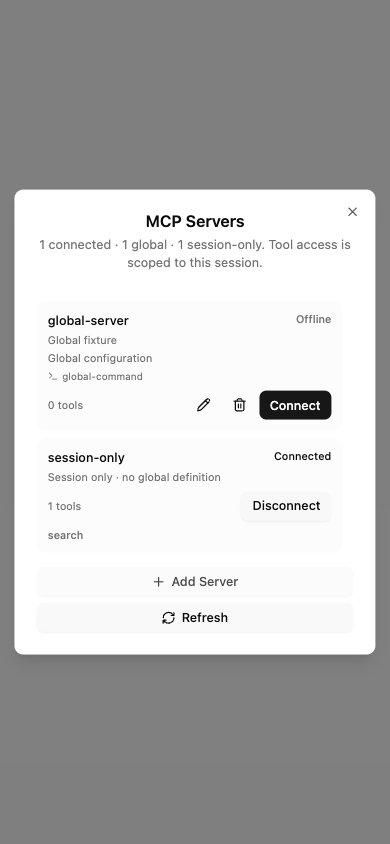 MCP Servers
1 connected · 1 global · 1 session-only. Tool access is
scoped to this session.
global-server
Offline
Global fixture
Global configuration
global-command
0 tools
Connect
session-only
Connected
Session only · no global definition
1 tools
Disconnect
search
Add Server
Refresh